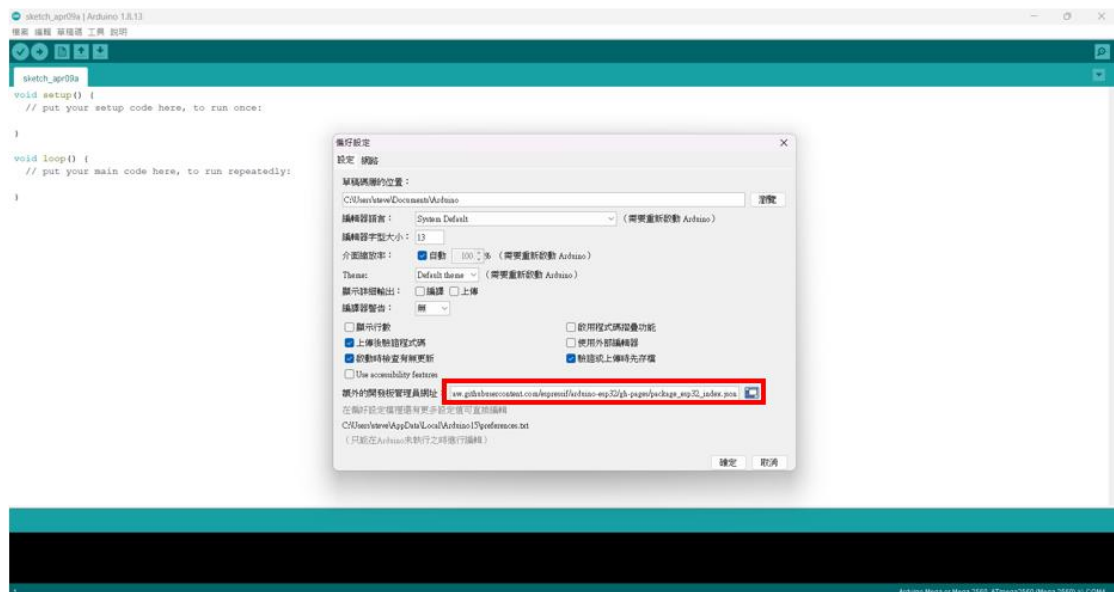 sketch_apr09a | Arduino 1.8.13
檔案 編輯 草稿碼 工具 說明
sketch_apr09a
void setup() {
// put your setup code here, to run once:
}
void loop() {
// put your main code here, to run repeatedly:
}
偏好設定
設定 網路
草稿碼簿的位置：
C:\Users\steve\Documents\Arduino 瀏覽
編輯器語言： System Default （需要重新啟動 Arduino）
編輯器字型大小： 13
介面縮放率： 自動 100 % （需要重新啟動 Arduino）
Theme: Default theme （需要重新啟動 Arduino）
顯示詳細輸出： 編譯 上傳
編譯器警告： 無
顯示行數 啟用程式碼摺疊功能
上傳後驗證程式碼 使用外部編輯器
啟動時檢查有無更新 驗證或上傳時先存檔
Use accessibility features
額外的開發板管理員網址： aw.githubusercontent.com/espressif/arduino-esp32/gh-pages/package_esp32_index.json
在偏好設定檔裡還有更多設定值可直接編輯
C:\Users\steve\AppData\Local\Arduino15\preferences.txt
（只能在Arduino未執行之時進行編輯）
確定 取消
1 Arduino Mega or Mega 2560, ATmega2560 (Mega 2560)